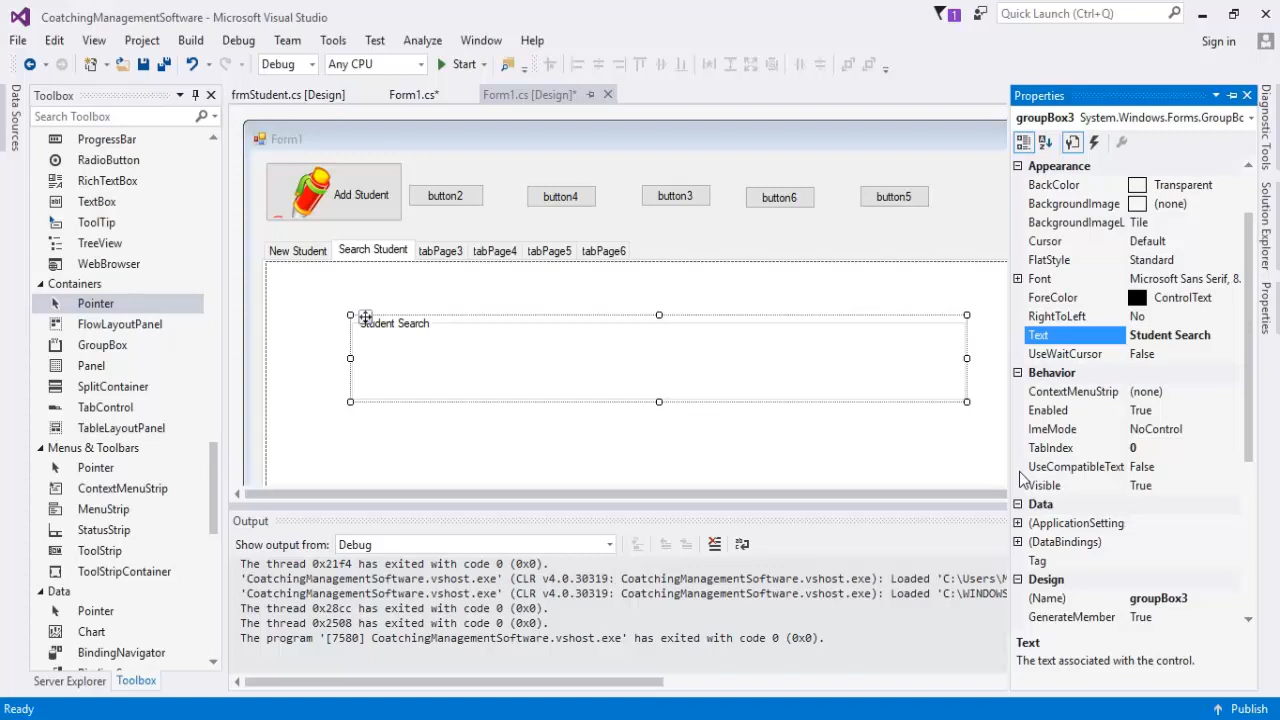 CoatchingManagementSoftware - Microsoft Visual Studio
1
Quick Launch (Ctrl+Q)
File Edit View Project Build Debug Team Tools Test Analyze Window Help
Sign in
Debug Any CPU Start
Data Sources
Toolbox
Search Toolbox
ProgressBar
RadioButton
RichTextBox
TextBox
ToolTip
TreeView
WebBrowser
Containers
Pointer
FlowLayoutPanel
GroupBox
Panel
SplitContainer
TabControl
TableLayoutPanel
Menus & Toolbars
Pointer
ContextMenuStrip
MenuStrip
StatusStrip
ToolStrip
ToolStripContainer
Data
Pointer
Chart
BindingNavigator
Server Explorer Toolbox
frmStudent.cs [Design] Form1.cs* Form1.cs [Design]*
Form1
Add Student button2 button4 button3 button6 button5
New Student Search Student tabPage3 tabPage4 tabPage5 tabPage6
Student Search
Output
Show output from: Debug
The thread 0x21f4 has exited with code 0 (0x0).
'CoatchingManagementSoftware.vshost.exe' (CLR v4.0.30319: CoatchingManagementSoftware.vshost.exe): Loaded 'C:\Users\M
'CoatchingManagementSoftware.vshost.exe' (CLR v4.0.30319: CoatchingManagementSoftware.vshost.exe): Loaded 'C:\WINDOWS
The thread 0x28cc has exited with code 0 (0x0).
The thread 0x2508 has exited with code 0 (0x0).
The program '[7580] CoatchingManagementSoftware.vshost.exe' has exited with code 0 (0x0).
Properties
groupBox3 System.Windows.Forms.GroupBc
Appearance
BackColor Transparent
BackgroundImage (none)
BackgroundImageL Tile
Cursor Default
FlatStyle Standard
Font Microsoft Sans Serif, 8.
ForeColor ControlText
RightToLeft No
Text Student Search
UseWaitCursor False
Behavior
ContextMenuStrip (none)
Enabled True
ImeMode NoControl
TabIndex 0
UseCompatibleText False
Visible True
Data
(ApplicationSetting
(DataBindings)
Tag
Design
(Name) groupBox3
GenerateMember True
Text
The text associated with the control.
Diagnostic Tools
Solution Explorer
Properties
Ready
Publish